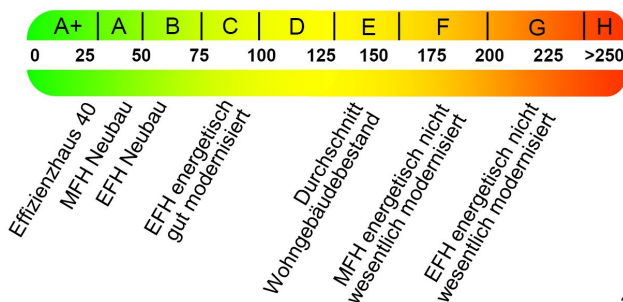 A+ A B C D E F G H
0 25 50 75 100 125 150 175 200 225 >250
Effizienzhaus 40
MFH Neubau
EFH Neubau
EFH energetisch
gut modernisiert
Durchschnitt
Wohngebäudebestand
MFH energetisch nicht
wesentlich modernisiert
EFH energetisch nicht
wesentlich modernisiert